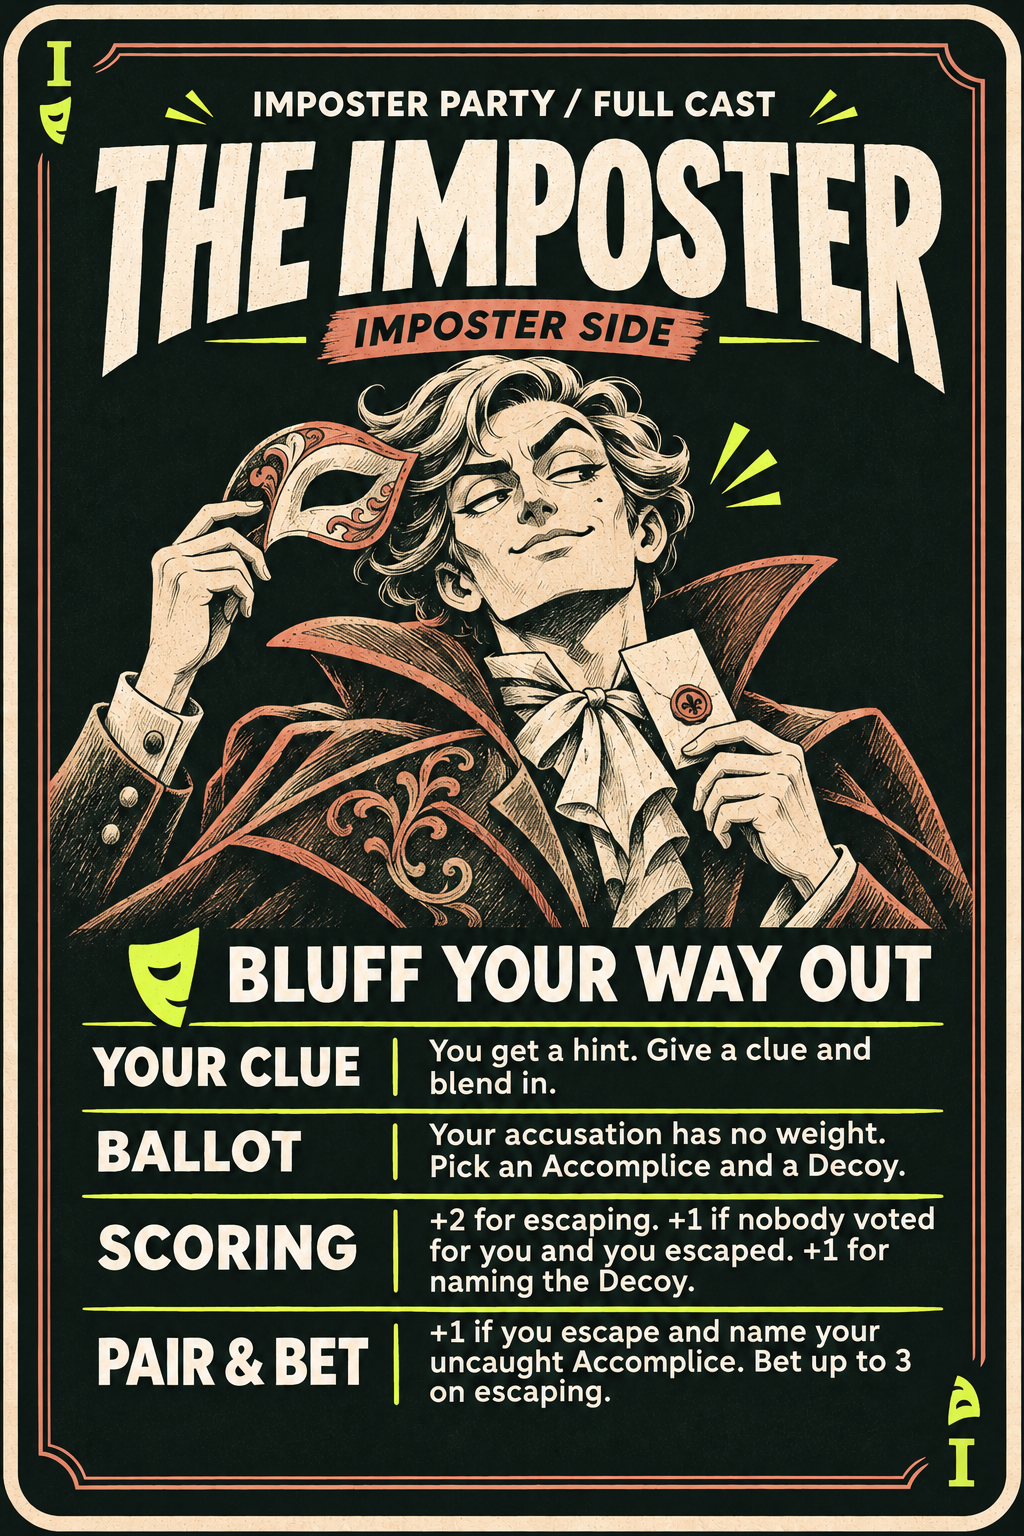 I
IMPOSTER PARTY / FULL CAST
THE IMPOSTER
IMPOSTER SIDE
BLUFF YOUR WAY OUT
YOUR CLUE
You get a hint. Give a clue and
blend in.
BALLOT
Your accusation has no weight.
Pick an Accomplice and a Decoy.
SCORING
+2 for escaping. +1 if nobody voted
for you and you escaped. +1 for
naming the Decoy.
PAIR & BET
+1 if you escape and name your
uncaught Accomplice. Bet up to 3
on escaping.
I